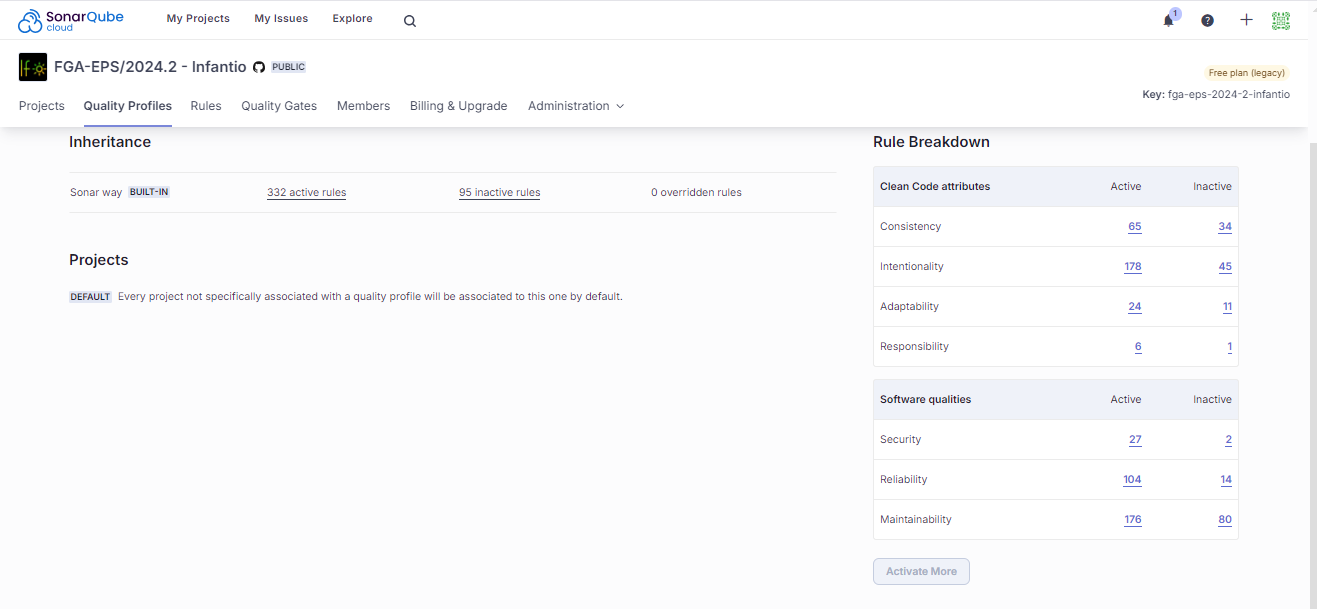 SonarQube cloud My Projects My Issues Explore 1 ?
FGA-EPS/2024.2 - Infantio PUBLIC
Free plan (legacy)
Key: fga-eps-2024-2-infantio
Projects Quality Profiles Rules Quality Gates Members Billing & Upgrade Administration
Inheritance
Sonar way BUILT-IN 332 active rules 95 inactive rules 0 overridden rules
Projects
DEFAULT Every project not specifically associated with a quality profile will be associated to this one by default.
Rule Breakdown
Clean Code attributes Active Inactive
Consistency 65 34
Intentionality 178 45
Adaptability 24 11
Responsibility 6 1
Software qualities Active Inactive
Security 27 2
Reliability 104 14
Maintainability 176 80
Activate More